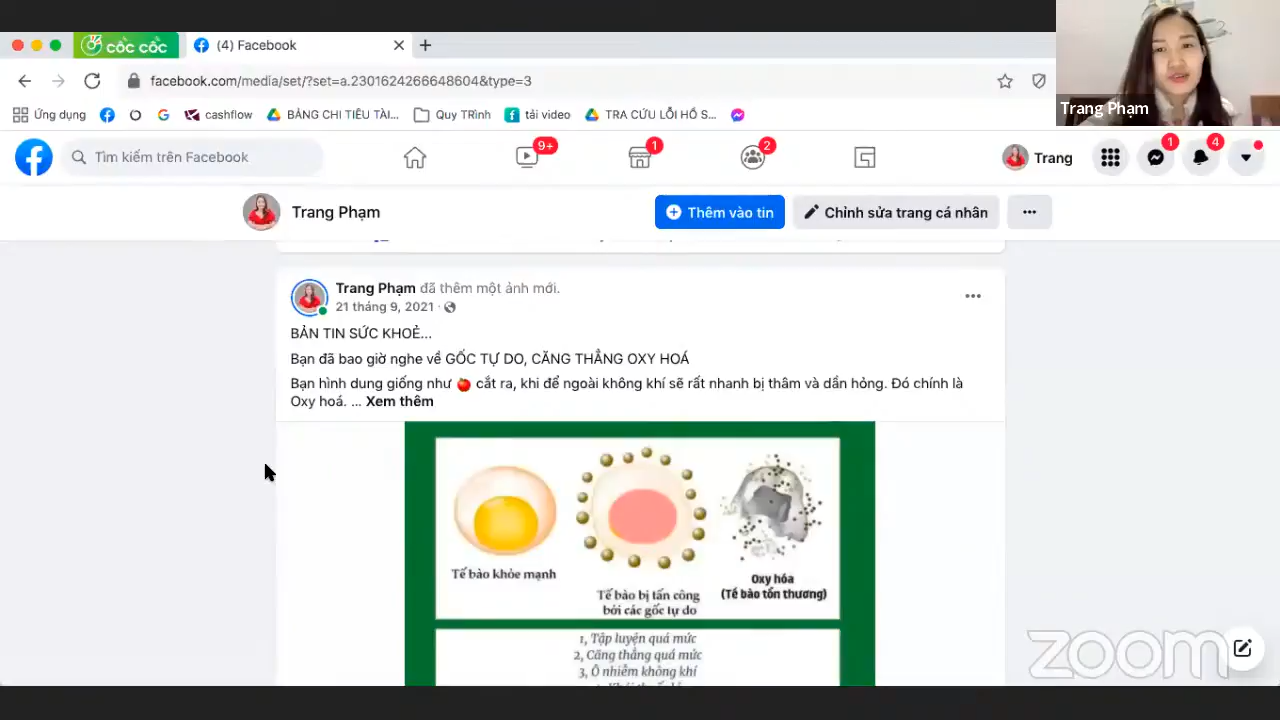 cốc cốc
(4) Facebook
facebook.com/media/set/?set=a.2301624266648604&type=3
Trang Phạm
Ứng dụng
cashflow
BẢNG CHI TIÊU TÀI...
Quy TRình
tải video
TRA CỨU LỖI HỒ S...
Tìm kiếm trên Facebook
9+
1
2
Trang
1
4
Trang Phạm
Thêm vào tin
Chỉnh sửa trang cá nhân
Trang Phạm đã thêm một ảnh mới.
21 tháng 9, 2021 ·
BẢN TIN SỨC KHOẺ...
Bạn đã bao giờ nghe về GỐC TỰ DO, CĂNG THẲNG OXY HOÁ
Bạn hình dung giống như 🍎 cắt ra, khi để ngoài không khí sẽ rất nhanh bị thâm và dần hỏng. Đó chính là
Oxy hoá. ... Xem thêm
Tế bào khỏe mạnh
Tế bào bị tấn công
bởi các gốc tự do
Oxy hóa
(Tế bào tổn thương)
1, Tập luyện quá mức
2, Căng thẳng quá mức
3, Ô nhiễm không khí
zoom